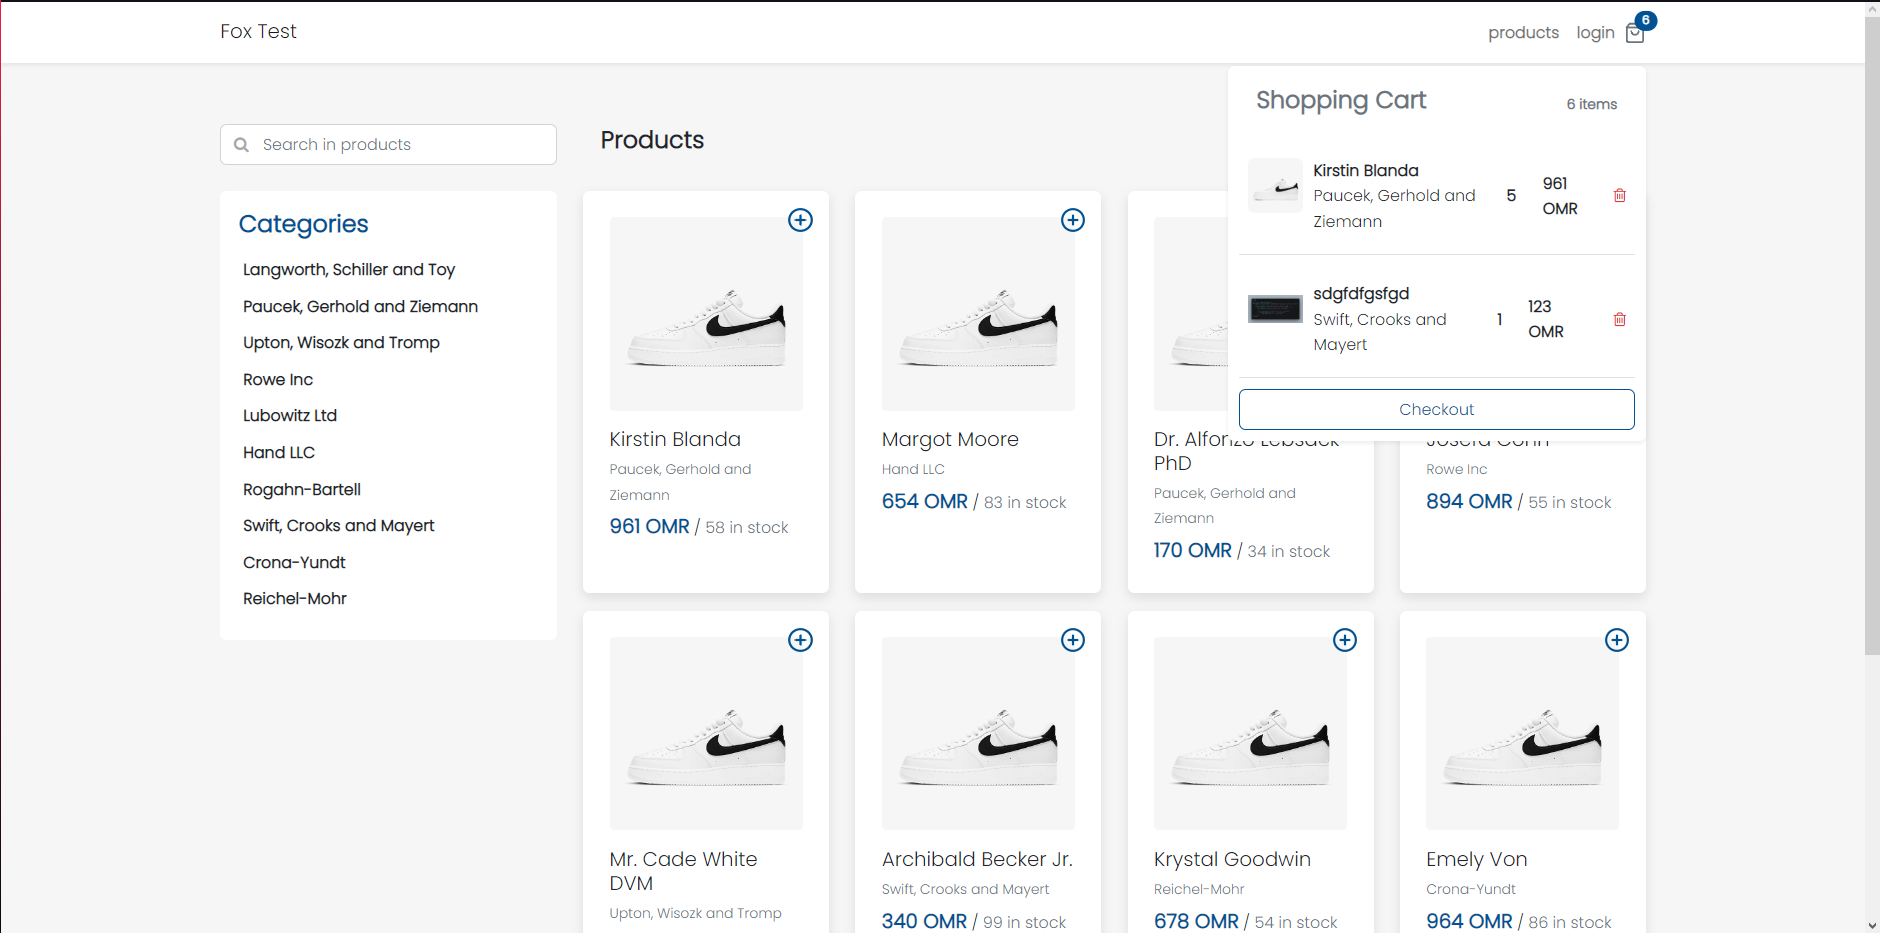 Fox Test
products
login
6
Shopping Cart
6 items
Kirstin Blanda
Paucek, Gerhold and
Ziemann
5
961
OMR
sdgfdfgsfgd
Swift, Crooks and
Mayert
1
123
OMR
Checkout
Search in products
Products
Categories
Langworth, Schiller and Toy
Paucek, Gerhold and Ziemann
Upton, Wisozk and Tromp
Rowe Inc
Lubowitz Ltd
Hand LLC
Rogahn-Bartell
Swift, Crooks and Mayert
Crona-Yundt
Reichel-Mohr
Kirstin Blanda
Paucek, Gerhold and
Ziemann
961 OMR / 58 in stock
Margot Moore
Hand LLC
654 OMR / 83 in stock
Dr. Alfonzo Lebsack
PhD
Paucek, Gerhold and
Ziemann
170 OMR / 34 in stock
Rowe Inc
894 OMR / 55 in stock
Mr. Cade White
DVM
Upton, Wisozk and Tromp
Archibald Becker Jr.
Swift, Crooks and Mayert
340 OMR / 99 in stock
Krystal Goodwin
Reichel-Mohr
678 OMR / 54 in stock
Emely Von
Crona-Yundt
964 OMR / 86 in stock